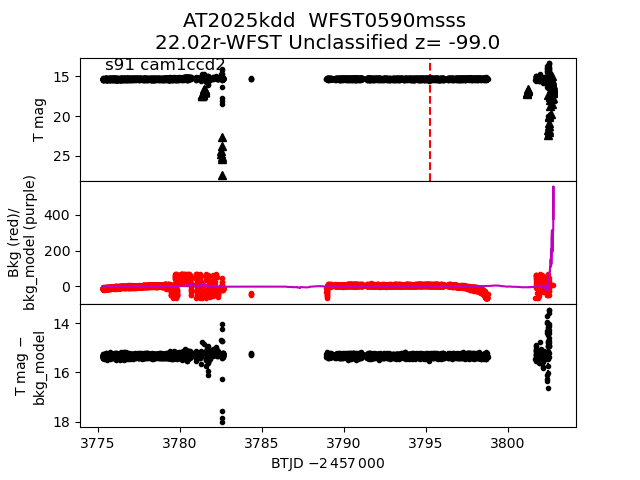 AT2025kdd  WFST0590msss
22.02r-WFST Unclassified z= -99.0
s91 cam1ccd2
T mag
15
20
25
Bkg (red)/
bkg_model (purple)
400
200
0
T mag −
bkg_model
14
16
18
3775 3780 3785 3790 3795 3800
BTJD −2 457 000